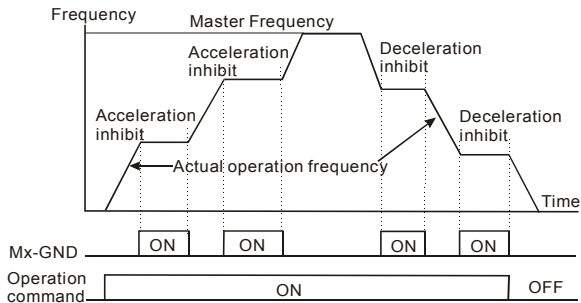 Frequency
Master Frequency
Acceleration
inhibit
Deceleration
inhibit
Acceleration
inhibit
Deceleration
inhibit
Actual operation frequency
Time
Mx-GND
ON
ON
ON
ON
Operation
command
ON
OFF